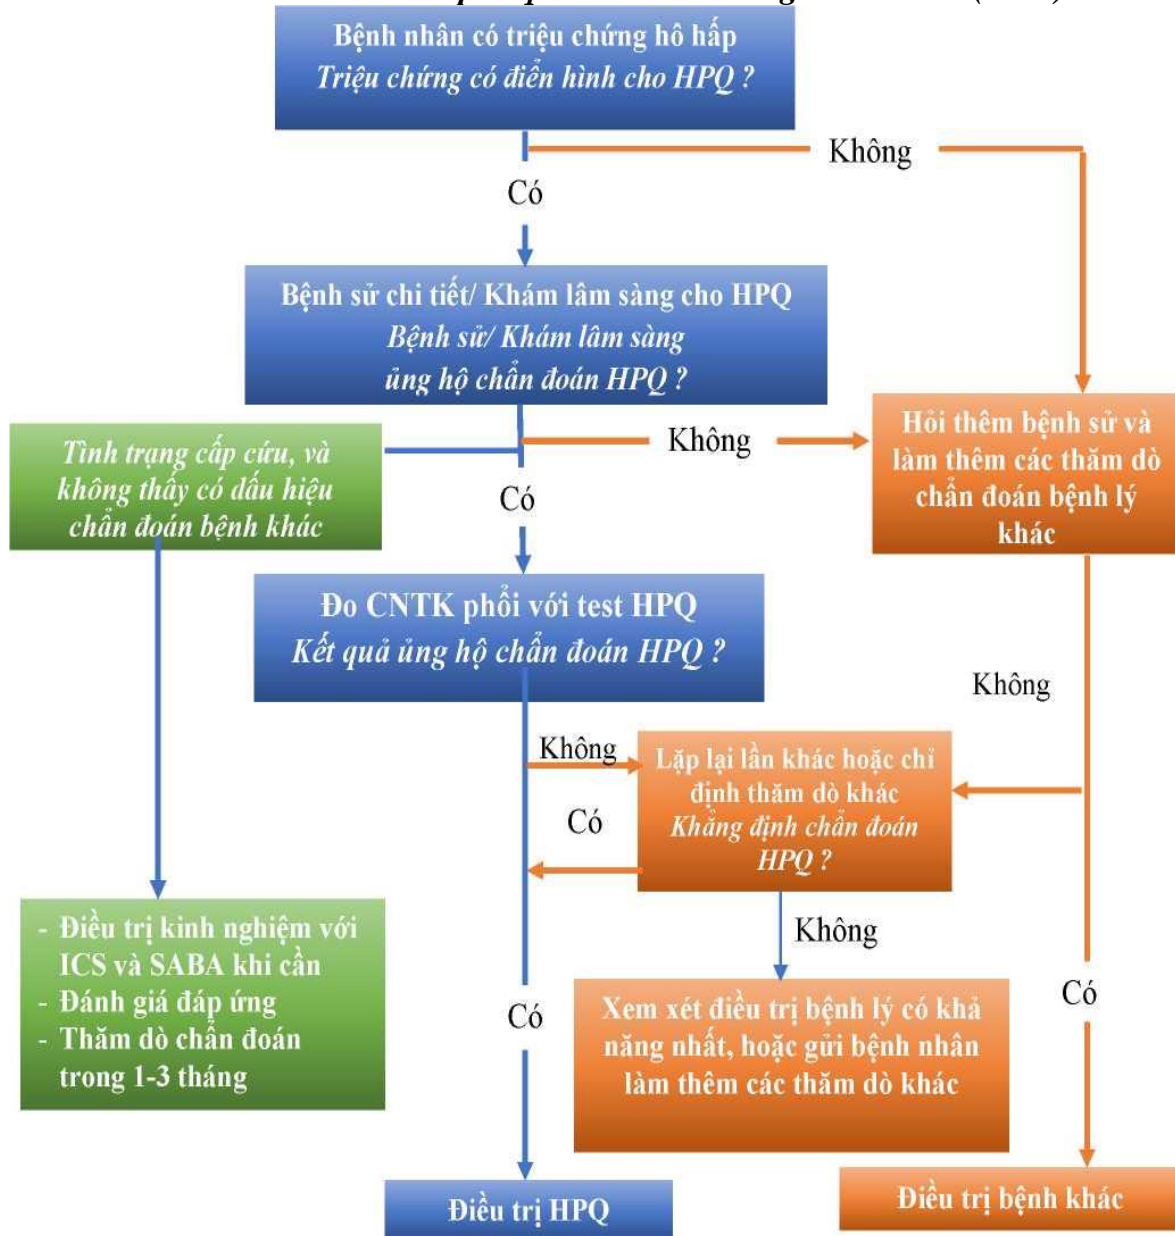 Bệnh nhân có triệu chứng hô hấp
Triệu chứng có điển hình cho HPQ ?
Không
Có
Bệnh sử chi tiết/ Khám lâm sàng cho HPQ
Bệnh sử/ Khám lâm sàng
ủng hộ chẩn đoán HPQ ?
Tình trạng cấp cứu, và
không thấy có dấu hiệu
chẩn đoán bệnh khác
Không
Hỏi thêm bệnh sử và
làm thêm các thăm dò
chẩn đoán bệnh lý
khác
Có
Đo CNTK phổi với test HPQ
Kết quả ủng hộ chẩn đoán HPQ ?
Không
Không
Lặp lại lần khác hoặc chỉ
định thăm dò khác
Khẳng định chẩn đoán
HPQ ?
Có
Không
- Điều trị kinh nghiệm với
ICS và SABA khi cần
- Đánh giá đáp ứng
- Thăm dò chẩn đoán
trong 1-3 tháng
Có
Xem xét điều trị bệnh lý có khả
năng nhất, hoặc gửi bệnh nhân
làm thêm các thăm dò khác
Có
Điều trị HPQ
Điều trị bệnh khác